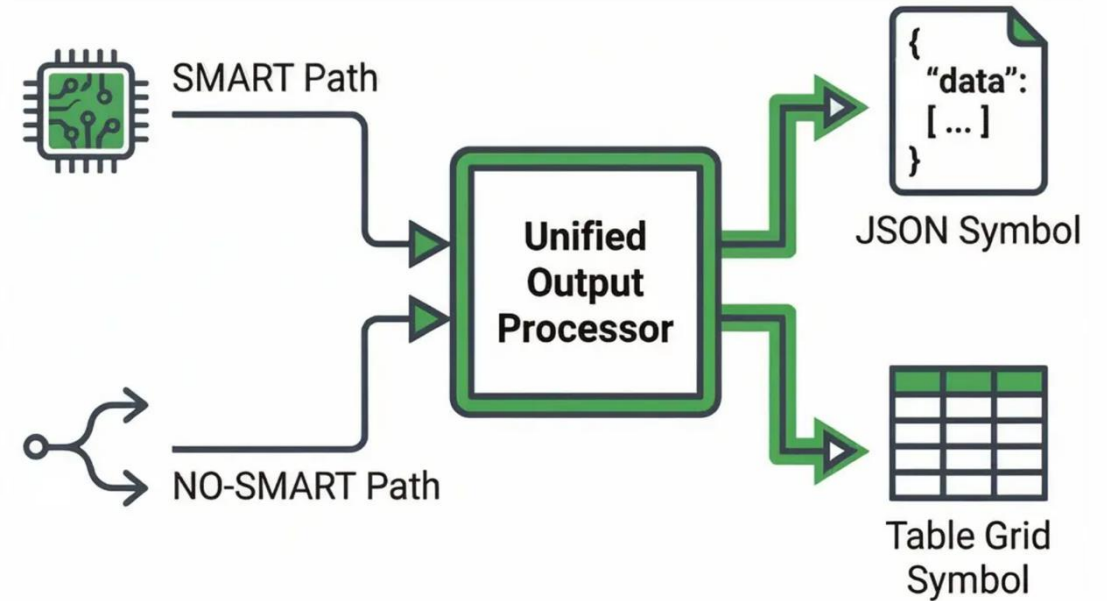 SMART Path
{
“data”:
[ ... ]
}
JSON Symbol
Unified
Output
Processor
NO-SMART Path
Table Grid
Symbol